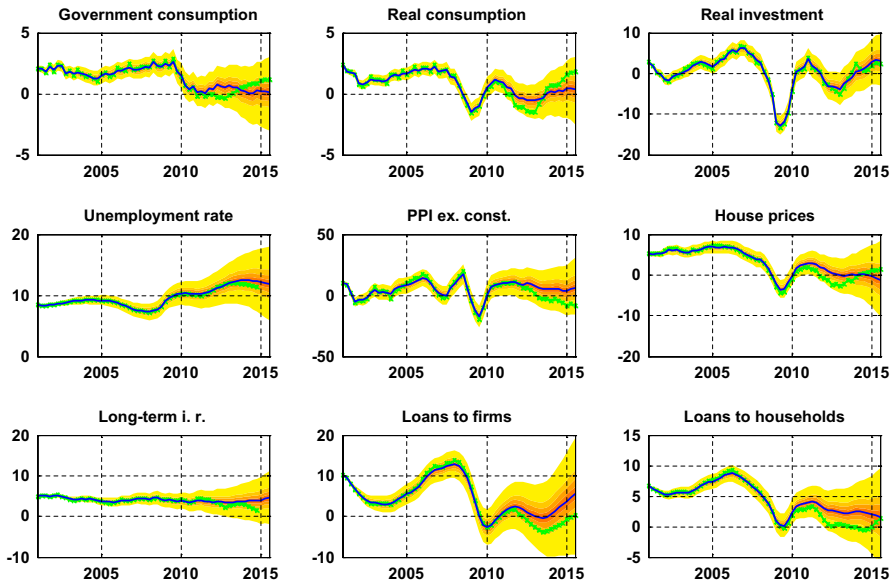 Government consumption
5
0
-5
2005 2010 2015
Real consumption
5
0
-5
2005 2010 2015
Real investment
10
0
-10
-20
2005 2010 2015
Unemployment rate
20
10
0
2005 2010 2015
PPI ex. const.
50
0
-50
2005 2010 2015
House prices
10
0
-10
-20
2005 2010 2015
Long-term i. r.
20
10
0
-10
2005 2010 2015
Loans to firms
20
10
0
-10
2005 2010 2015
Loans to households
15
10
5
0
-5
2005 2010 2015